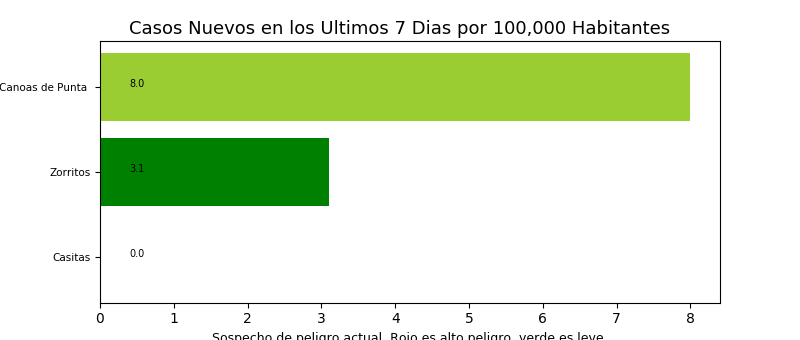 Casos Nuevos en los Ultimos 7 Dias por 100,000 Habitantes
Canoas de Punta
8.0
Zorritos
3.1
Casitas
0.0
0 1 2 3 4 5 6 7 8
Sospecho de peligro actual. Rojo es alto peligro, verde es leve